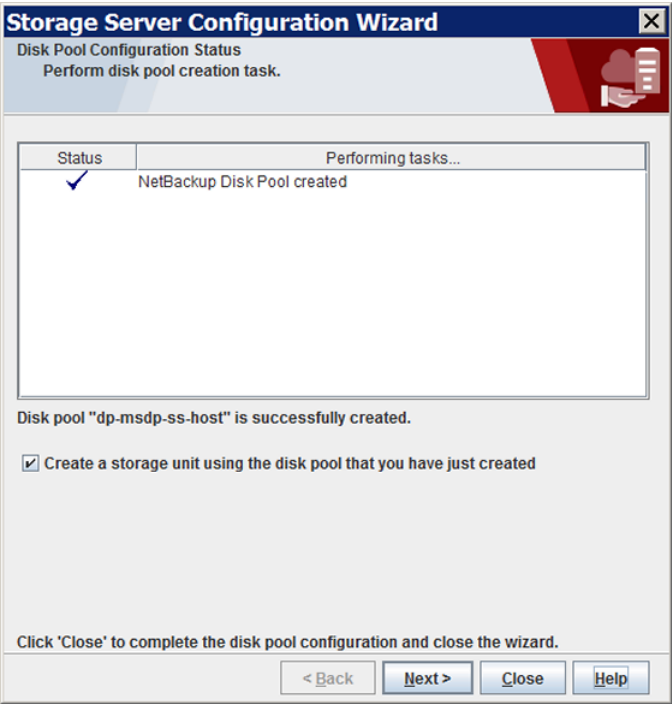 Storage Server Configuration Wizard
Disk Pool Configuration Status
Perform disk pool creation task.
Status Performing tasks...
NetBackup Disk Pool created
Disk pool "dp-msdp-ss-host" is successfully created.
Create a storage unit using the disk pool that you have just created
Click 'Close' to complete the disk pool configuration and close the wizard.
< Back Next > Close Help